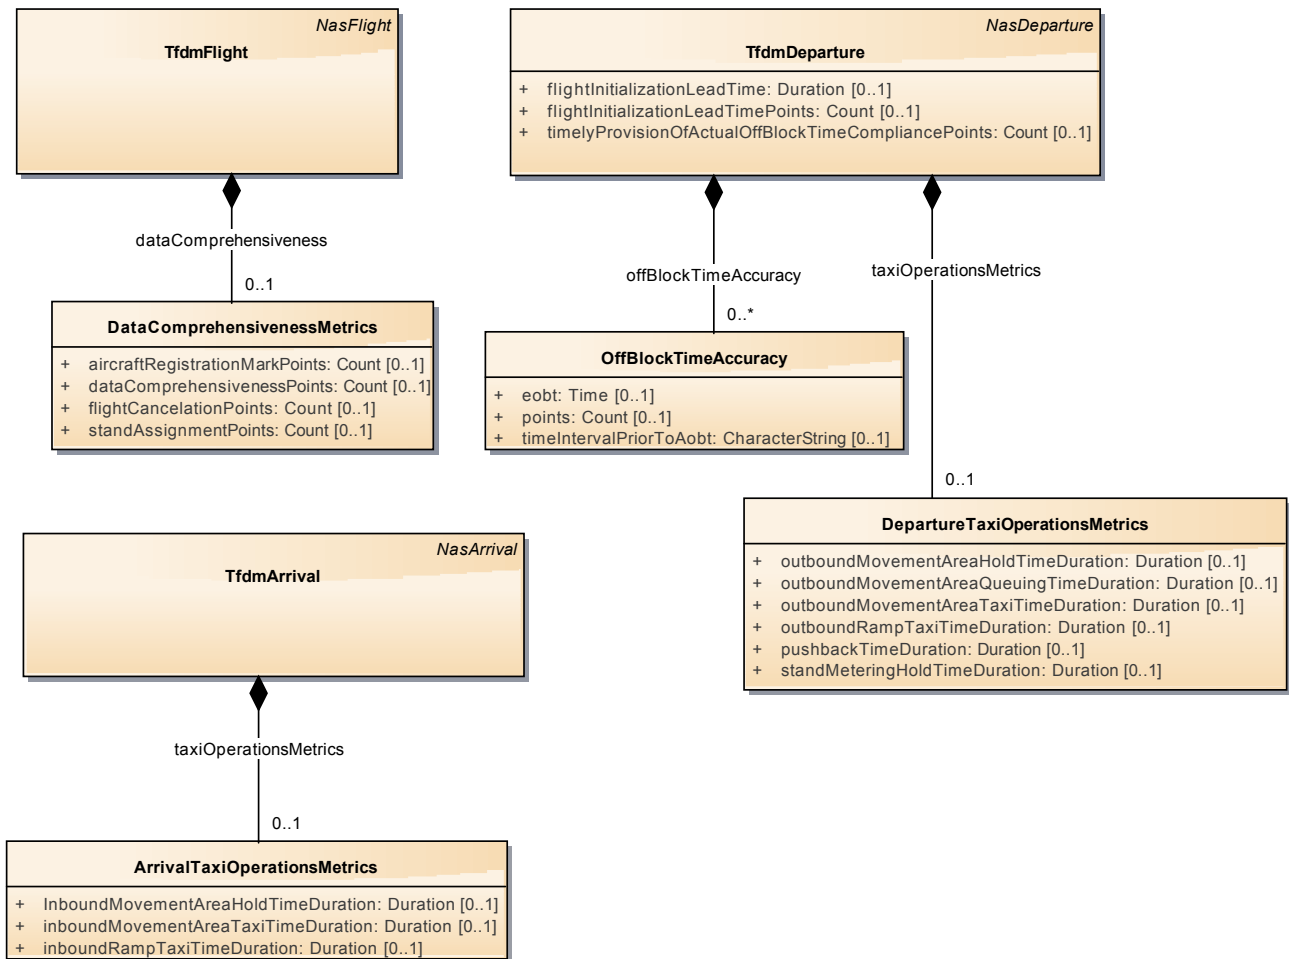 NasFlight
TfdmFlight
NasDeparture
TfdmDeparture
+ flightInitializationLeadTime: Duration [0..1]
+ flightInitializationLeadTimePoints: Count [0..1]
+ timelyProvisionOfActualOffBlockTimeCompliancePoints: Count [0..1]
dataComprehensiveness
0..1
offBlockTimeAccuracy
0..*
taxiOperationsMetrics
0..1
DataComprehensivenessMetrics
+ aircraftRegistrationMarkPoints: Count [0..1]
+ dataComprehensivenessPoints: Count [0..1]
+ flightCancelationPoints: Count [0..1]
+ standAssignmentPoints: Count [0..1]
OffBlockTimeAccuracy
+ eobt: Time [0..1]
+ points: Count [0..1]
+ timeIntervalPriorToAobt: CharacterString [0..1]
DepartureTaxiOperationsMetrics
+ outboundMovementAreaHoldTimeDuration: Duration [0..1]
+ outboundMovementAreaQueuingTimeDuration: Duration [0..1]
+ outboundMovementAreaTaxiTimeDuration: Duration [0..1]
+ outboundRampTaxiTimeDuration: Duration [0..1]
+ pushbackTimeDuration: Duration [0..1]
+ standMeteringHoldTimeDuration: Duration [0..1]
NasArrival
TfdmArrival
taxiOperationsMetrics
0..1
ArrivalTaxiOperationsMetrics
+ InboundMovementAreaHoldTimeDuration: Duration [0..1]
+ inboundMovementAreaTaxiTimeDuration: Duration [0..1]
+ inboundRampTaxiTimeDuration: Duration [0..1]